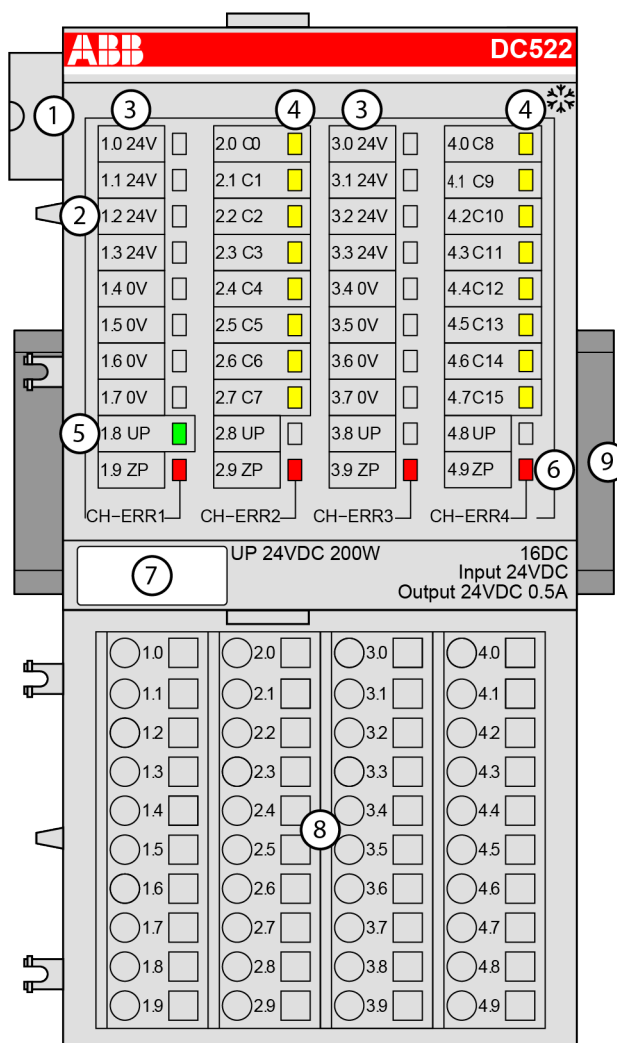 ABB DC522
1 3 4 3 4
1.0 24V 2.0 C0 3.0 24V 4.0 C8
1.1 24V 2.1 C1 3.1 24V 4.1 C9
2 1.2 24V 2.2 C2 3.2 24V 4.2 C10
1.3 24V 2.3 C3 3.3 24V 4.3 C11
1.4 0V 2.4 C4 3.4 0V 4.4 C12
1.5 0V 2.5 C5 3.5 0V 4.5 C13
1.6 0V 2.6 C6 3.6 0V 4.6 C14
1.7 0V 2.7 C7 3.7 0V 4.7 C15
5 1.8 UP 2.8 UP 3.8 UP 4.8 UP
1.9 ZP 2.9 ZP 3.9 ZP 4.9 ZP 6 9
CH-ERR1 CH-ERR2 CH-ERR3 CH-ERR4
7 UP 24VDC 200W 16DC
Input 24VDC
Output 24VDC 0.5A
1.0 2.0 3.0 4.0
1.1 2.1 3.1 4.1
1.2 2.2 3.2 4.2
1.3 2.3 3.3 4.3
1.4 2.4 3.4 4.4
8
1.5 2.5 3.5 4.5
1.6 2.6 3.6 4.6
1.7 2.7 3.7 4.7
1.8 2.8 3.8 4.8
1.9 2.9 3.9 4.9